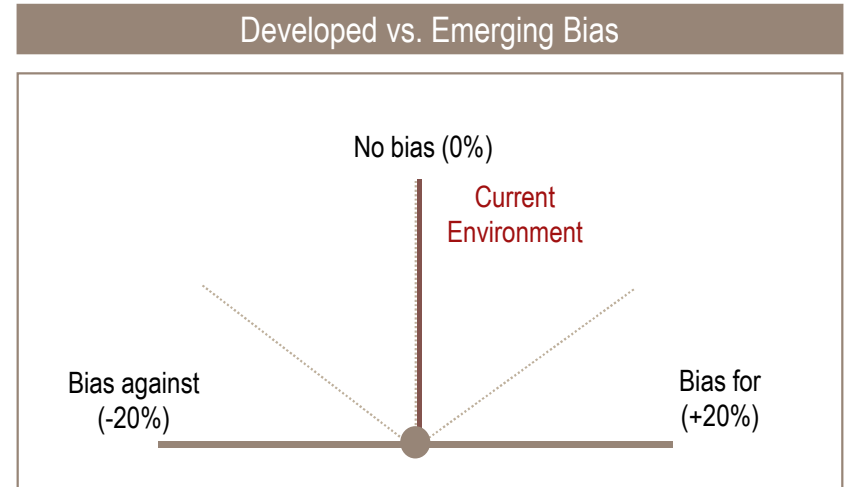 Developed vs. Emerging Bias
No bias (0%)
Current
Environment
Bias against
(-20%)
Bias for
(+20%)